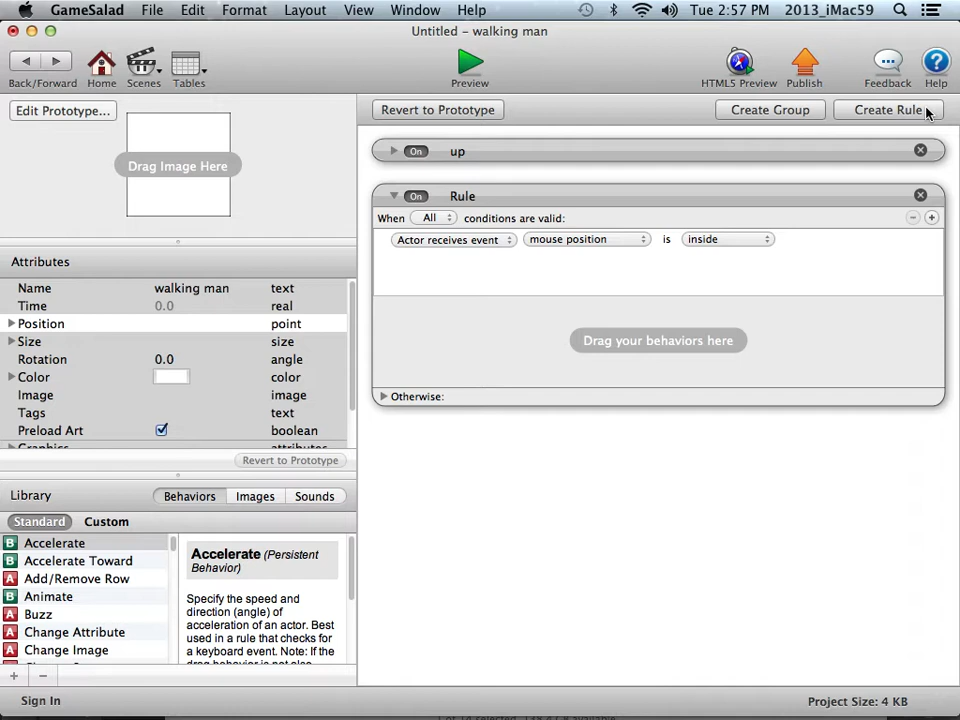 GameSalad File Edit Format Layout View Window Help Tue 2:57 PM 2013_iMac59
Untitled – walking man
Back/Forward Home Scenes Tables Preview HTML5 Preview Publish Feedback Help
Edit Prototype...
Drag Image Here
Revert to Prototype Create Group Create Rule
On up
On Rule
When All conditions are valid:
Actor receives event mouse position is inside
Drag your behaviors here
Otherwise:
Attributes
Name walking man text
Time 0.0 real
Position point
Size size
Rotation 0.0 angle
Color color
Image image
Tags text
Preload Art boolean
Graphics attributes
Revert to Prototype
Library Behaviors Images Sounds
Standard Custom
B Accelerate
B Accelerate Toward
A Add/Remove Row
B Animate
A Buzz
A Change Attribute
A Change Image
Accelerate (Persistent
Behavior)
Specify the speed and
direction (angle) of
acceleration of an actor. Best
used in a rule that checks for
a keyboard event. Note: If the
drag behavior is not also
Sign In Project Size: 4 KB